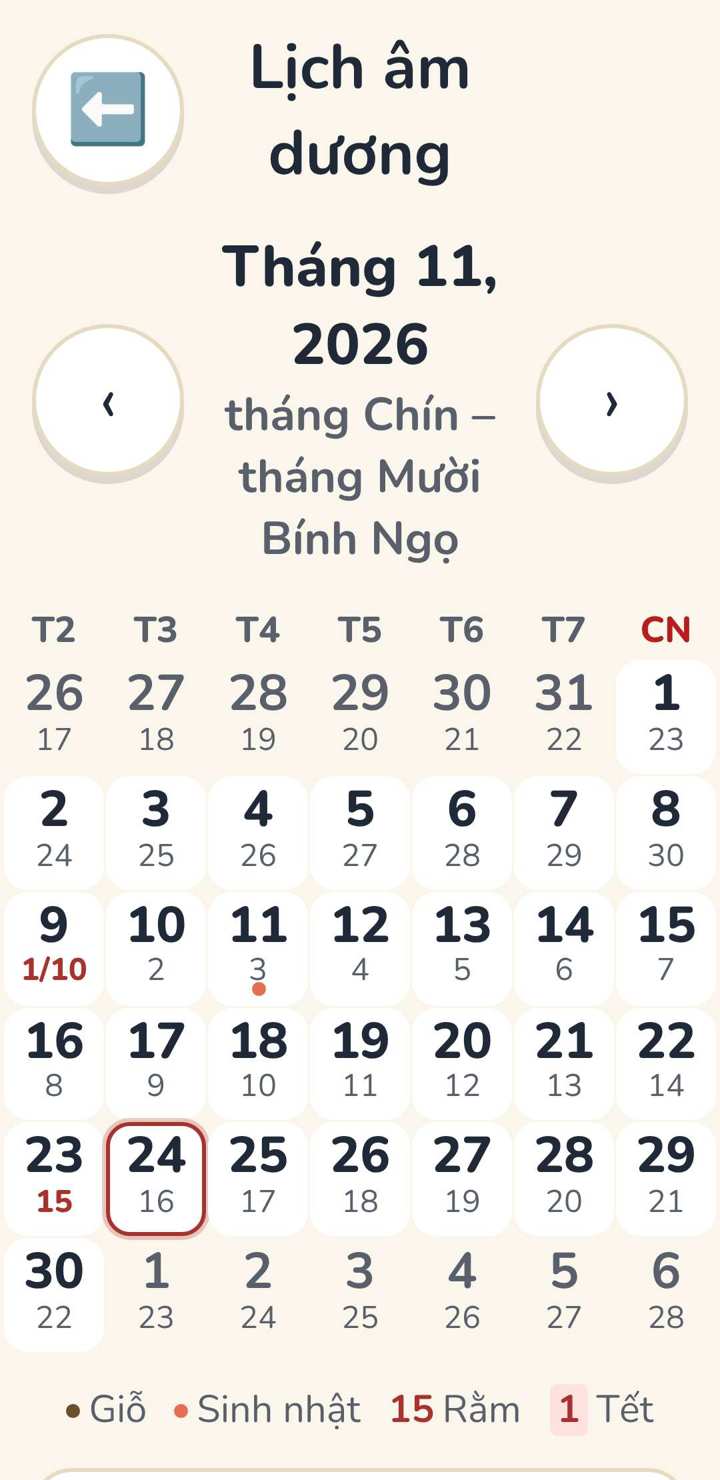 Lịch âm
dương
Tháng 11,
2026
tháng Chín –
tháng Mười
Bính Ngọ
‹ ›
T2 T3 T4 T5 T6 T7 CN
26 27 28 29 30 31 1
17 18 19 20 21 22 23
2 3 4 5 6 7 8
24 25 26 27 28 29 30
9 10 11 12 13 14 15
1/10 2 3 4 5 6 7
16 17 18 19 20 21 22
8 9 10 11 12 13 14
23 24 25 26 27 28 29
15 16 17 18 19 20 21
30 1 2 3 4 5 6
22 23 24 25 26 27 28
Giỗ Sinh nhật 15 Rằm 1 Tết